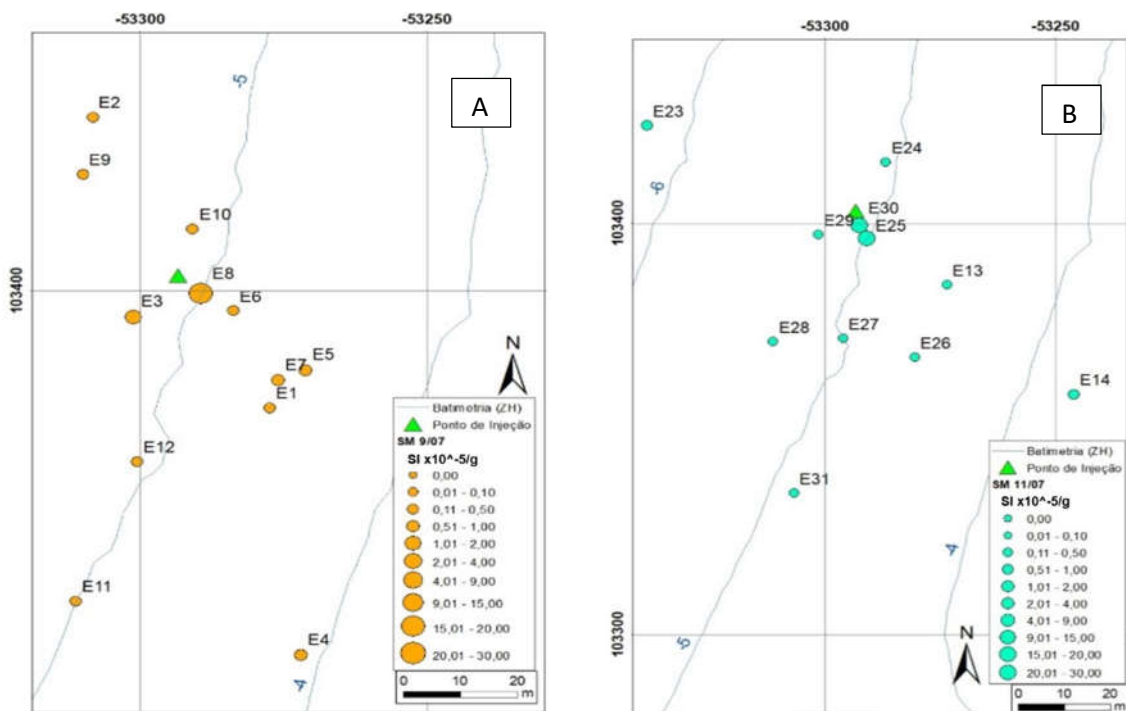 -53300 -53250
A
-5
E2
E9
E10
103400
E8
E3
E6
E5
E7
E1
E12
E11
E4
-4
N
Batimetria (ZH)
Ponto de Injeção
SM 9/07
SI x10^-5/g
0,00
0,01 - 0,10
0,11 - 0,50
0,51 - 1,00
1,01 - 2,00
2,01 - 4,00
4,01 - 9,00
9,01 - 15,00
15,01 - 20,00
20,01 - 30,00
0 10 20
m
-53300 -53250
B
E23
E24
-6
E30
103400
E29
E25
E13
E28
E27
E26
E14
E31
-4
-5
103300
N
Batimetria (ZH)
Ponto de Injeção
SM 11/07
SI x10^-5/g
0,00
0,01 - 0,10
0,11 - 0,50
0,51 - 1,00
1,01 - 2,00
2,01 - 4,00
4,01 - 9,00
9,01 - 15,00
15,01 - 20,00
20,01 - 30,00
0 10 20
m